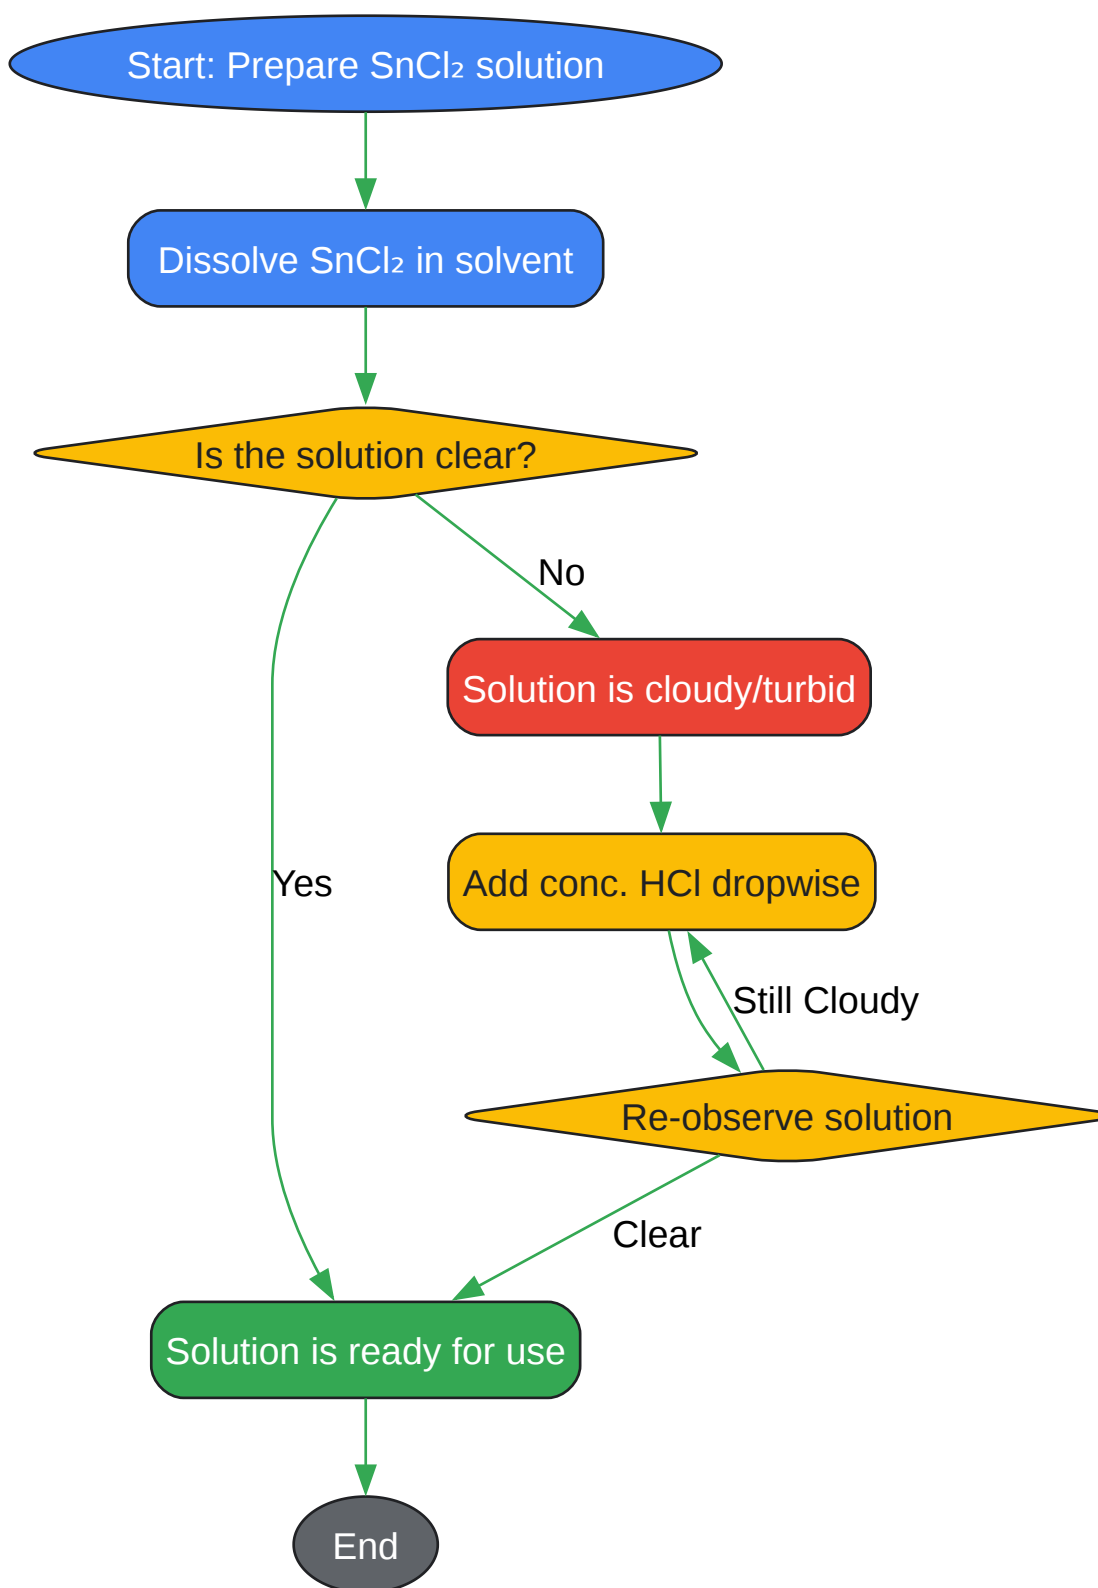 Start: Prepare SnCl₂ solution
Dissolve SnCl₂ in solvent
Is the solution clear?
No
Solution is cloudy/turbid
Yes
Add conc. HCl dropwise
Still Cloudy
Re-observe solution
Clear
Solution is ready for use
End